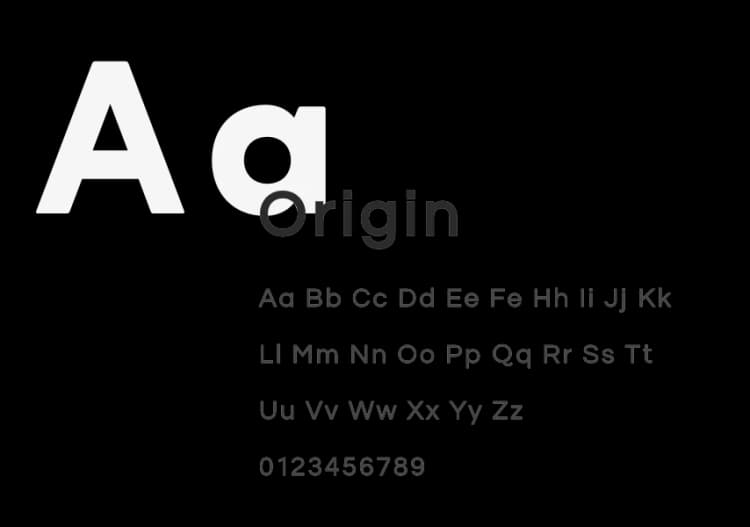 Aa
Origin
Aa Bb Cc Dd Ee Fe Hh Ii Jj Kk
Ll Mm Nn Oo Pp Qq Rr Ss Tt
Uu Vv Ww Xx Yy Zz
0123456789